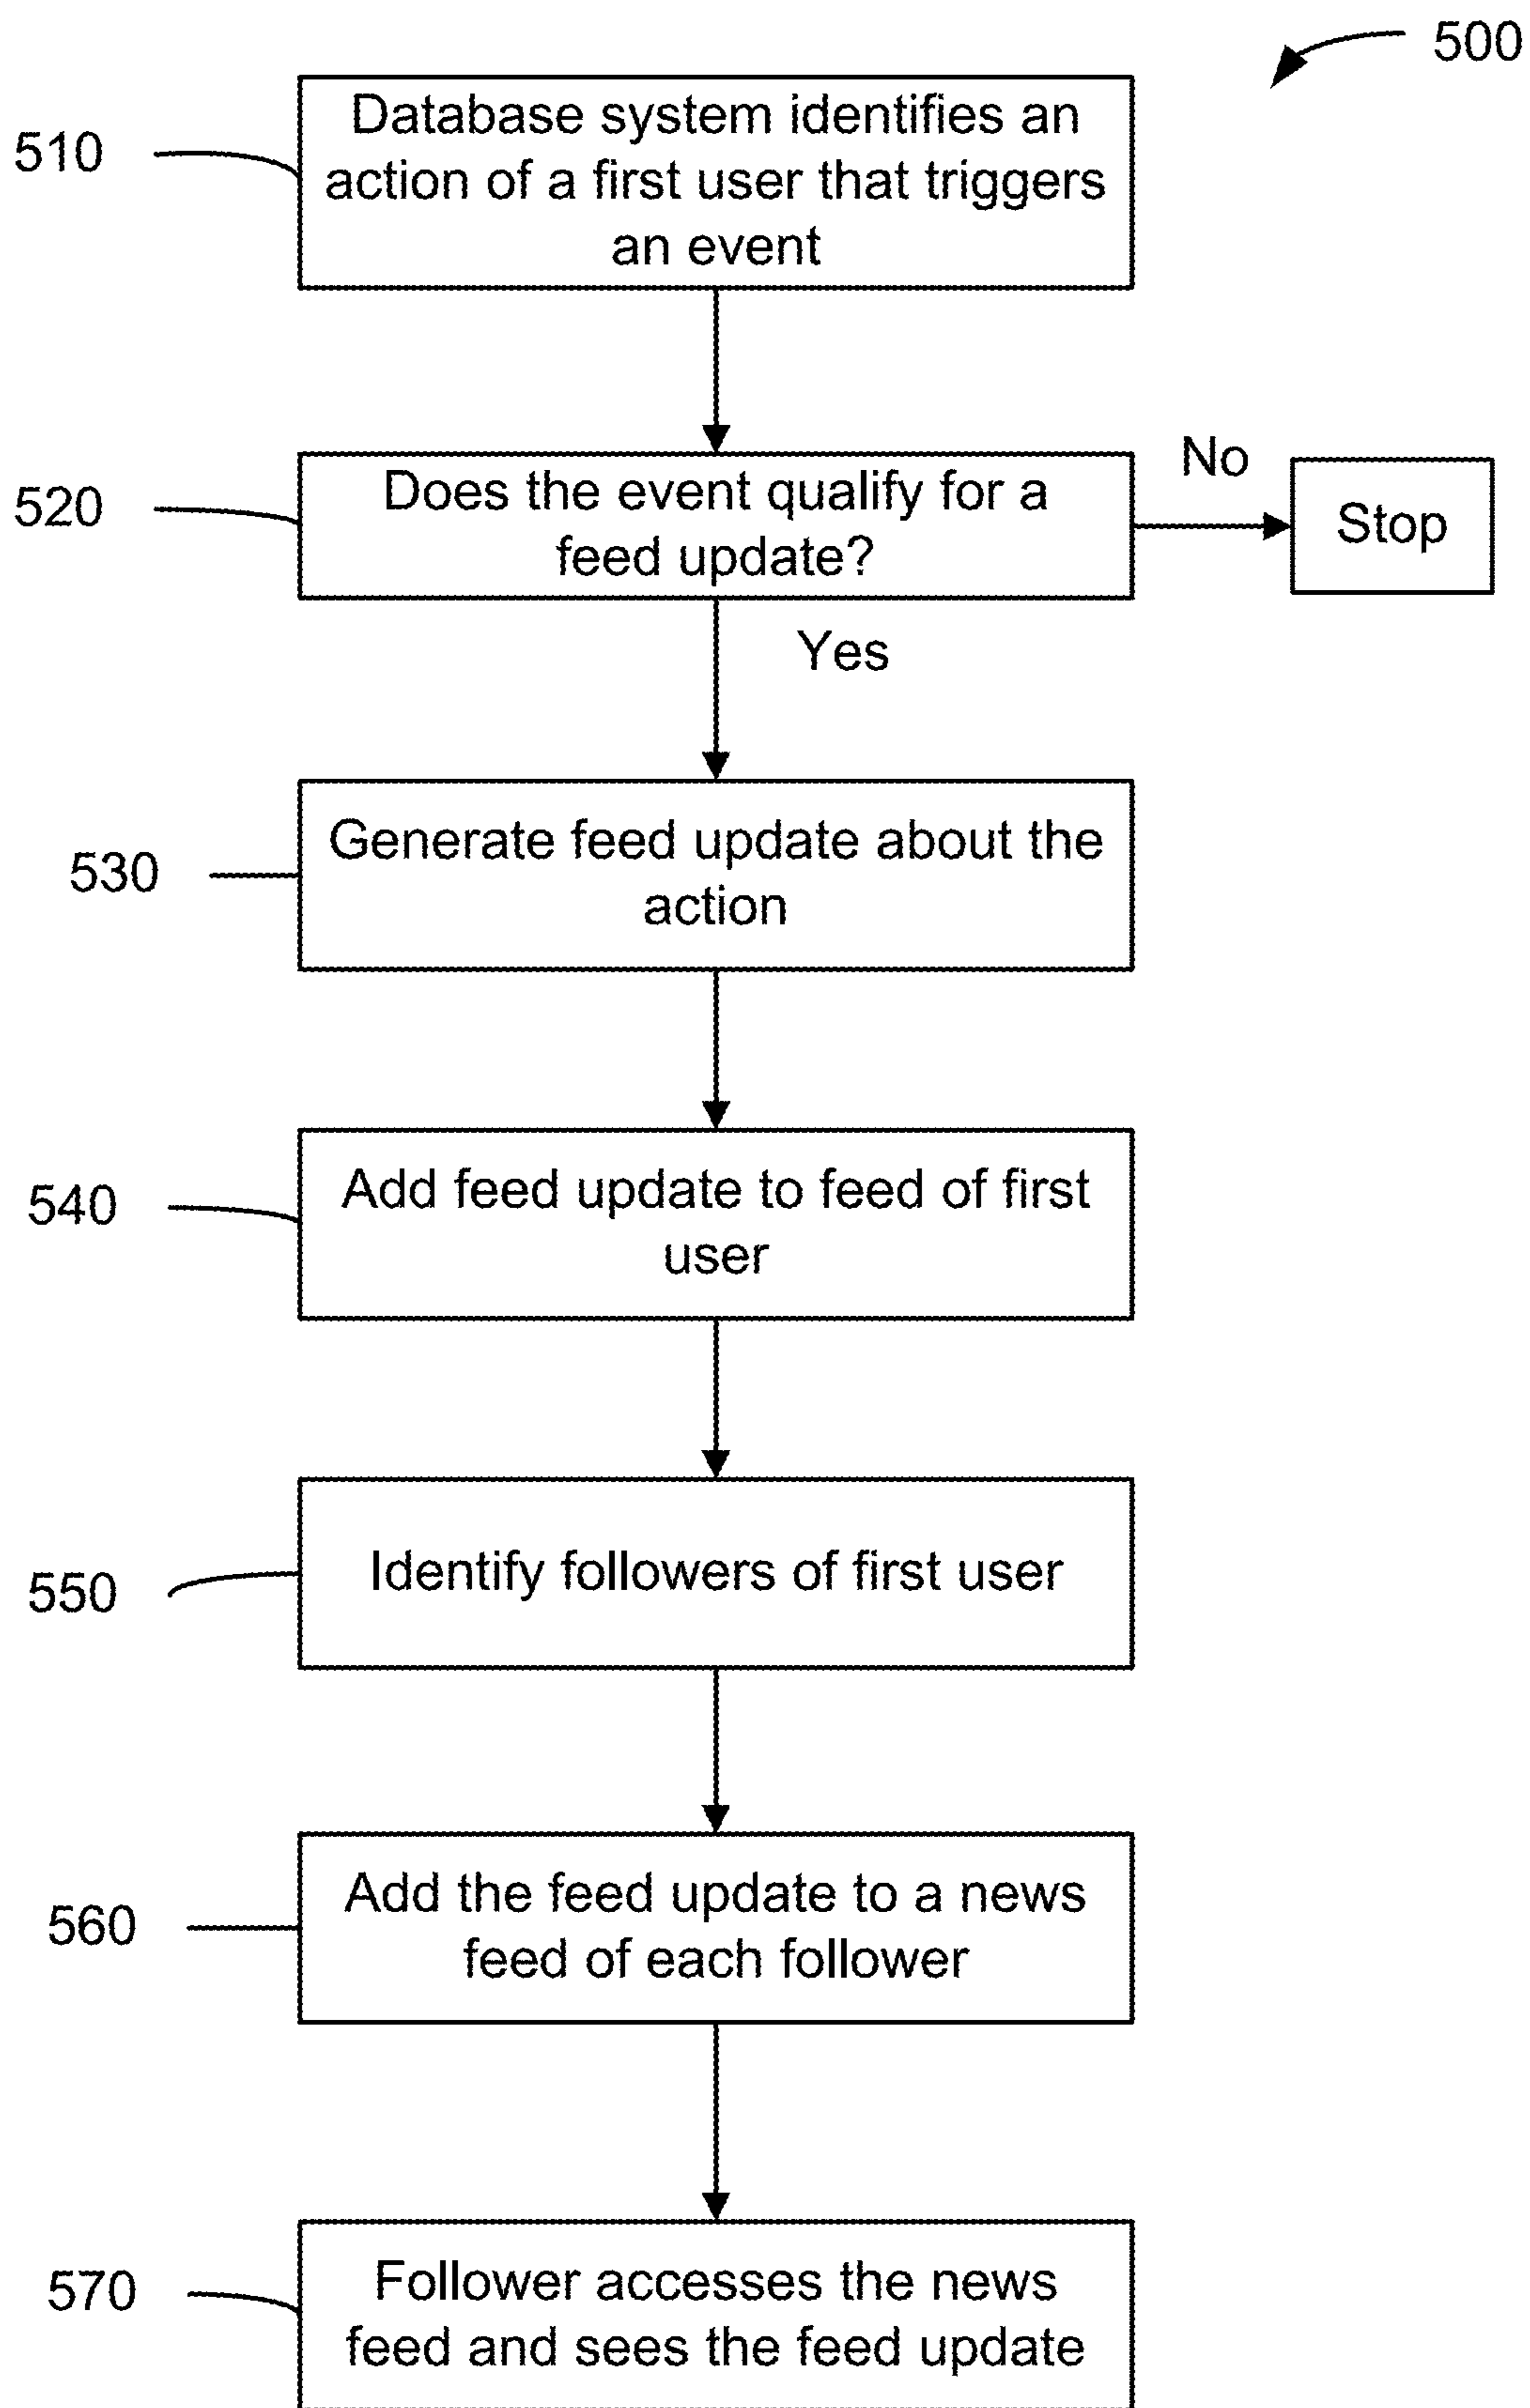 500
510
Database system identifies an
action of a first user that triggers
an event
520
Does the event qualify for a
feed update?
No
Stop
Yes
530
Generate feed update about the
action
540
Add feed update to feed of first
user
550
Identify followers of first user
560
Add the feed update to a news
feed of each follower
570
Follower accesses the news
feed and sees the feed update